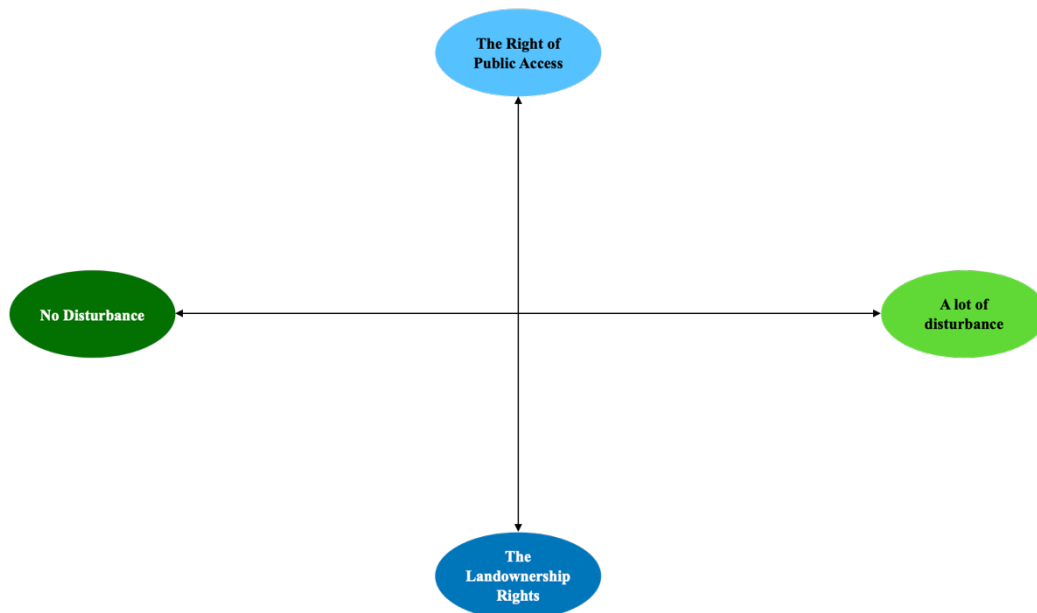 The Right of
Public Access
No Disturbance
A lot of
disturbance
The
Landownership
Rights